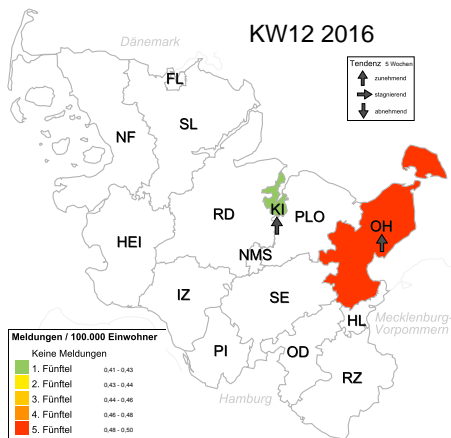 KW12 2016
Dänemark
Tendenz 5 Wochen
zunehmend
stagnierend
abnehmend
FL
NF
SL
RD
KI
PLO
OH
HEI
NMS
IZ
SE
HL
Mecklenburg-
Vorpommern
PI
OD
RZ
Hamburg
Meldungen / 100.000 Einwohner
Keine Meldungen
1. Fünftel 0,41 - 0,43
2. Fünftel 0,43 - 0,44
3. Fünftel 0,44 - 0,46
4. Fünftel 0,46 - 0,48
5. Fünftel 0,48 - 0,50